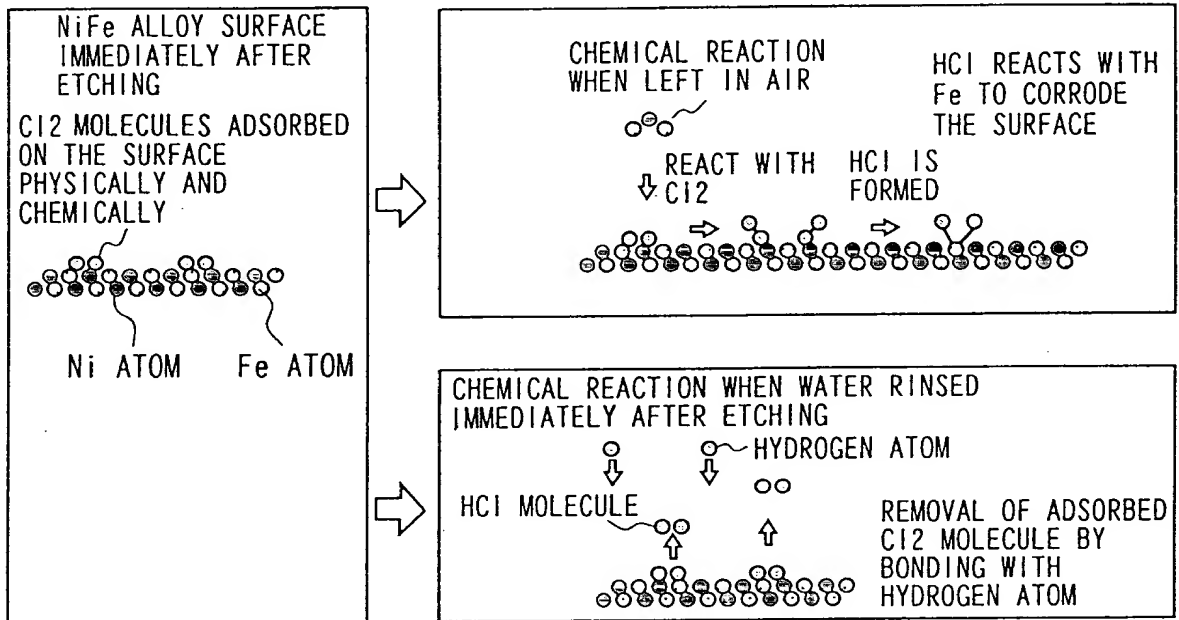 NiFe ALLOY SURFACE
IMMEDIATELY AFTER
ETCHING
Cl2 MOLECULES ADSORBED
ON THE SURFACE
PHYSICALLY AND
CHEMICALLY
Ni ATOM
Fe ATOM
CHEMICAL REACTION
WHEN LEFT IN AIR
REACT WITH
Cl2
HCl IS
FORMED
HCl REACTS WITH
Fe TO CORRODE
THE SURFACE
CHEMICAL REACTION WHEN WATER RINSED
IMMEDIATELY AFTER ETCHING
HYDROGEN ATOM
HCl MOLECULE
REMOVAL OF ADSORBED
Cl2 MOLECULE BY
BONDING WITH
HYDROGEN ATOM